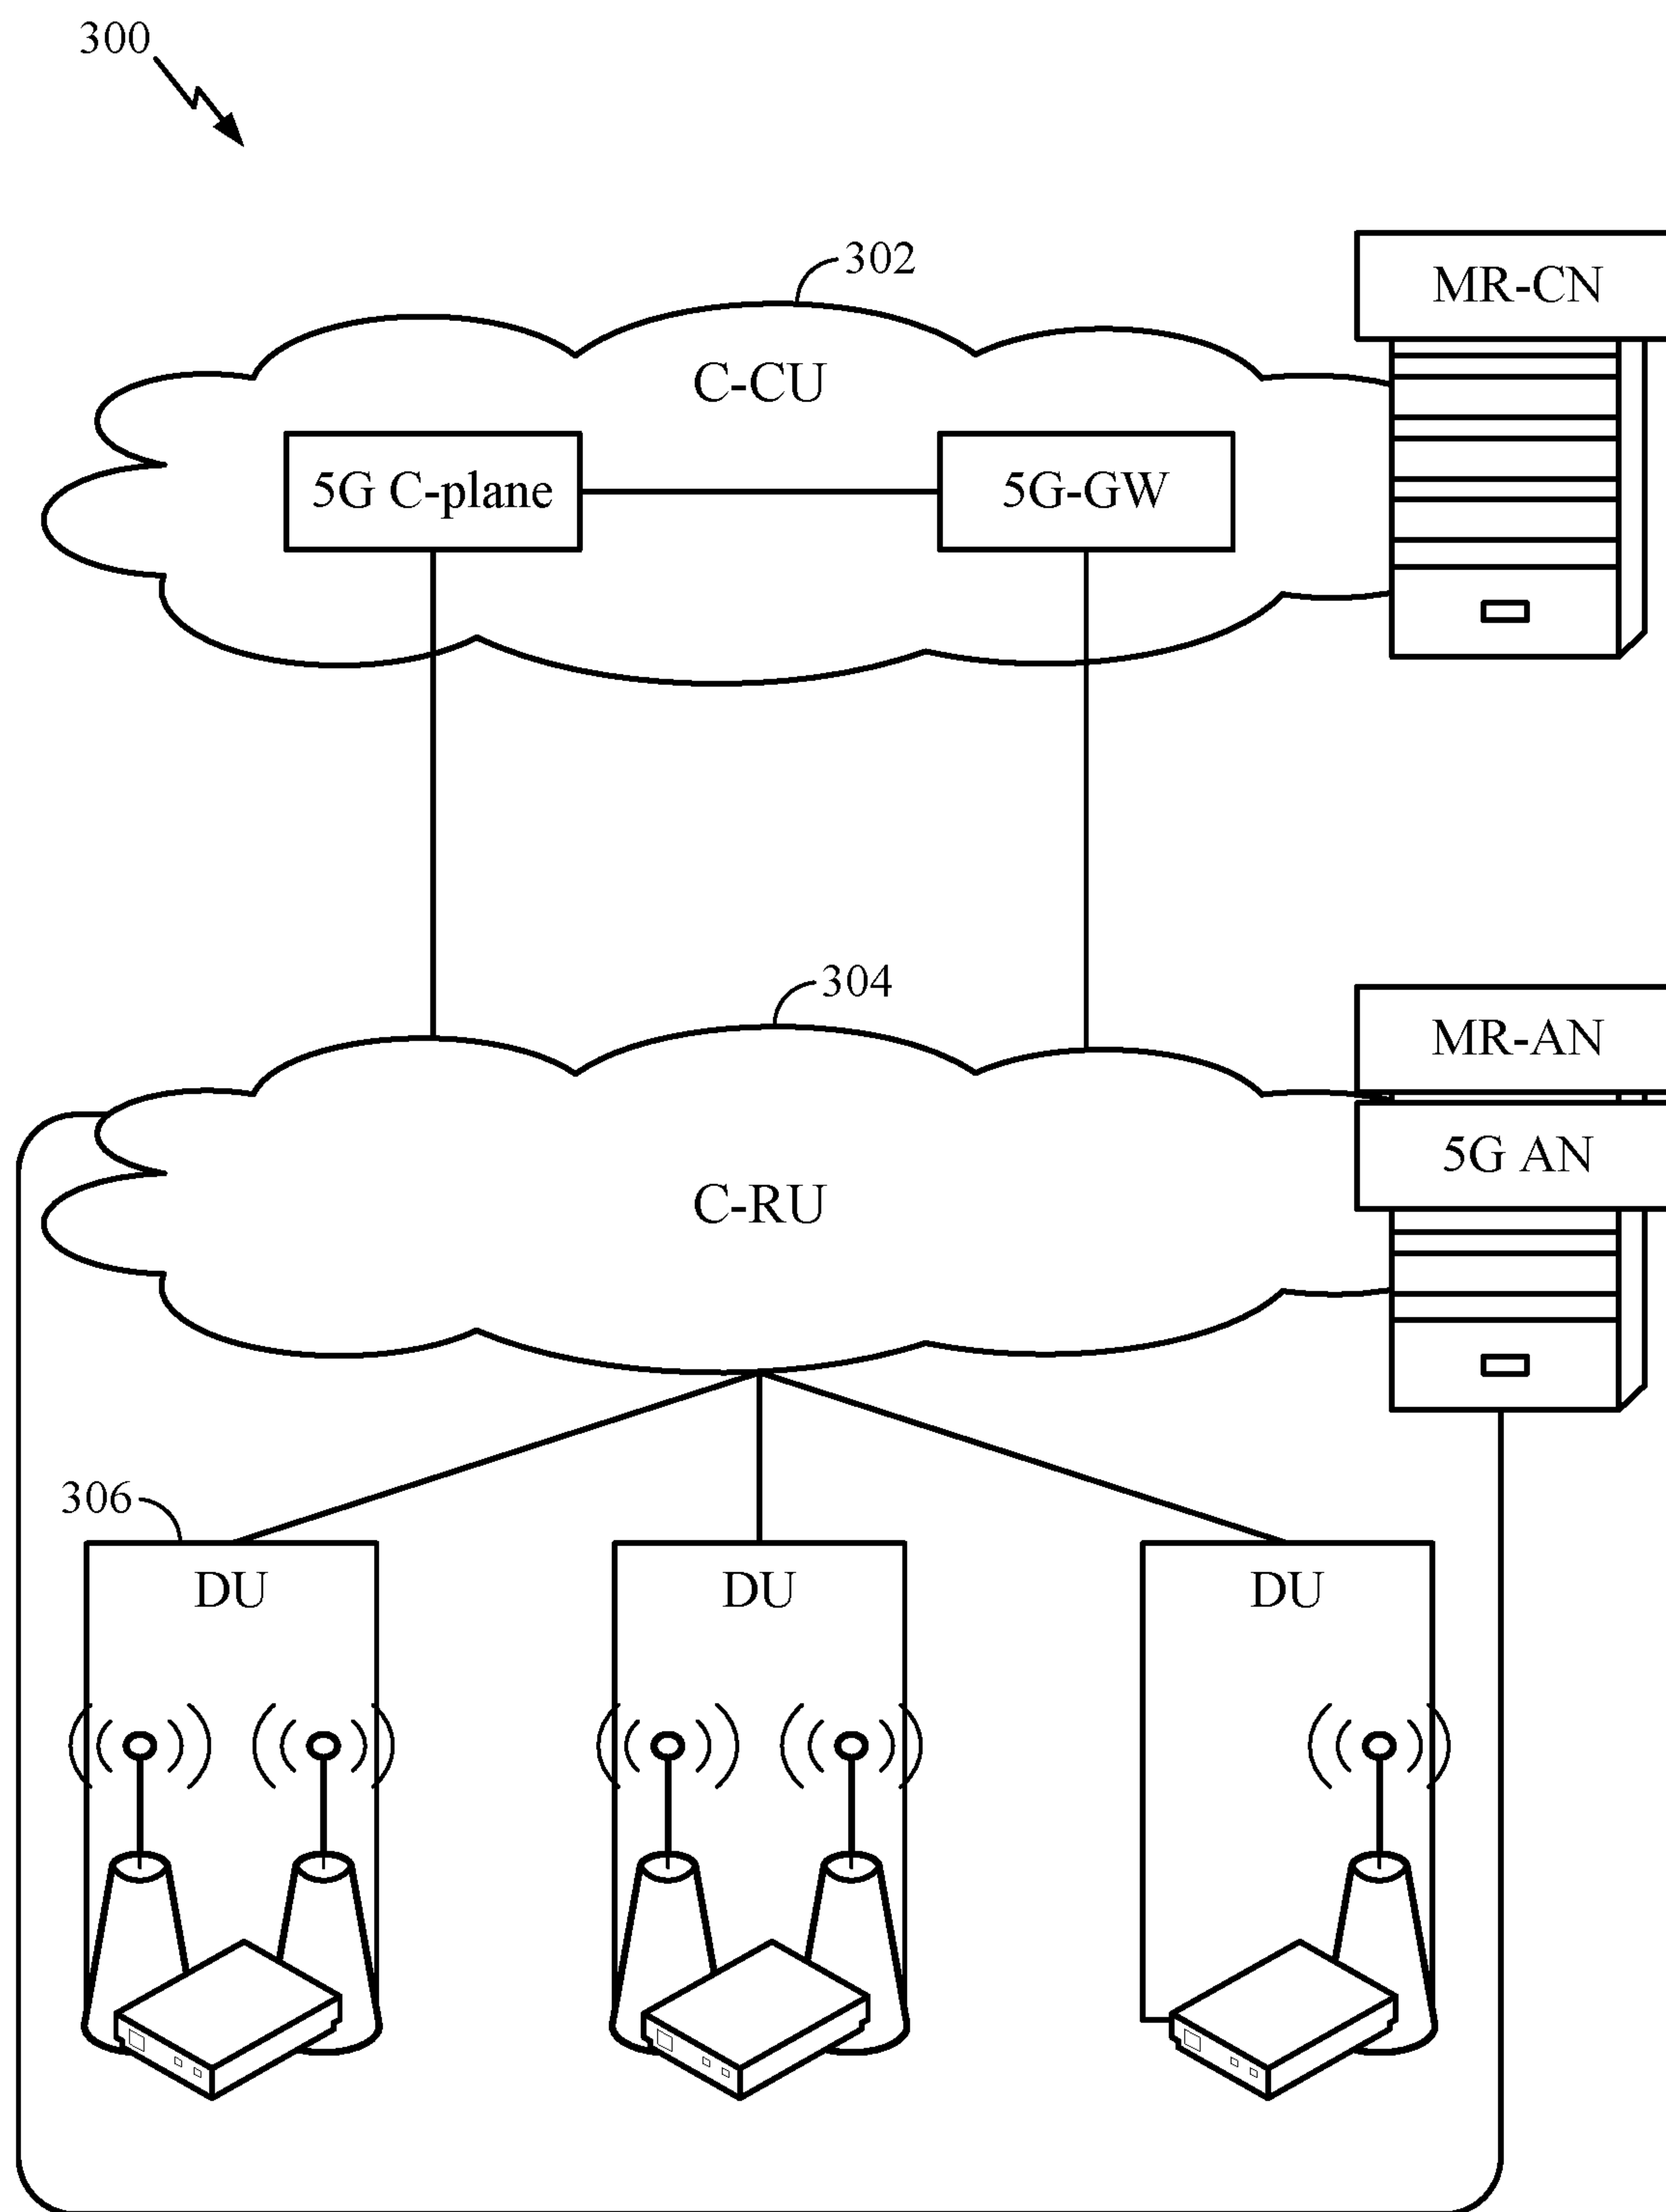 300
302
MR-CN
C-CU
5G C-plane
5G-GW
304
MR-AN
5G AN
C-RU
306
DU
DU
DU